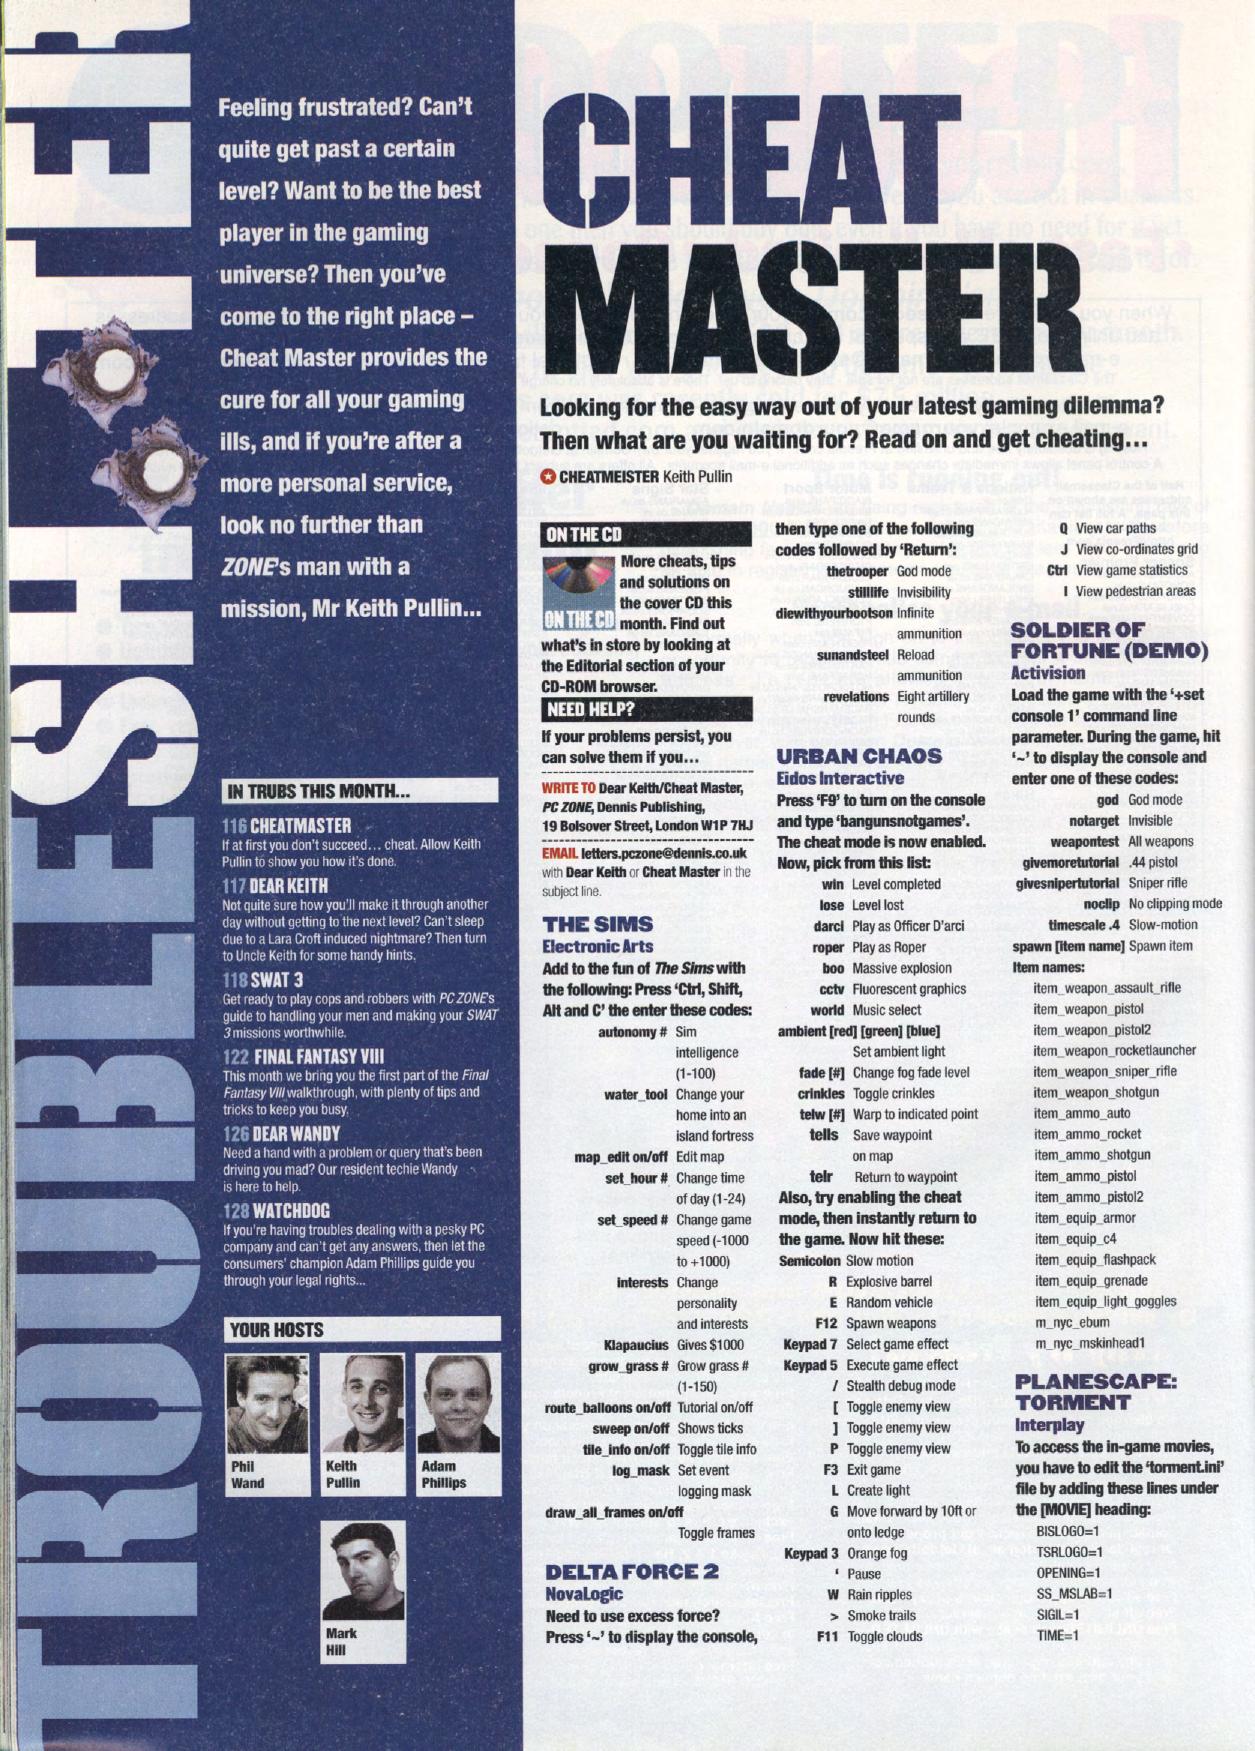 TROUBLESHOOTER
Feeling frustrated? Can't
quite get past a certain
level? Want to be the best
player in the gaming
universe? Then you've
come to the right place –
Cheat Master provides the
cure for all your gaming
ills, and if you're after a
more personal service,
look no further than
ZONE's man with a
mission, Mr Keith Pullin...
IN TRUBS THIS MONTH...
116 CHEATMASTER
If at first you don't succeed... cheat. Allow Keith
Pullin to show you how it's done.
117 DEAR KEITH
Not quite sure how you'll make it through another
day without getting to the next level? Can't sleep
due to a Lara Croft induced nightmare? Then turn
to Uncle Keith for some handy hints.
118 SWAT 3
Get ready to play cops and robbers with PC ZONE's
guide to handling your men and making your SWAT
3 missions worthwhile.
122 FINAL FANTASY VIII
This month we bring you the first part of the Final
Fantasy VIII walkthrough, with plenty of tips and
tricks to keep you busy.
126 DEAR WANDY
Need a hand with a problem or query that's been
driving you mad? Our resident techie Wandy
is here to help.
128 WATCHDOG
If you're having troubles dealing with a pesky PC
company and can't get any answers, then let the
consumers' champion Adam Phillips guide you
through your legal rights...
YOUR HOSTS
Phil
Wand
Keith
Pullin
Adam
Phillips
Mark
Hill
CHEAT
MASTER
Looking for the easy way out of your latest gaming dilemma?
Then what are you waiting for? Read on and get cheating...
CHEATMEISTER Keith Pullin
ON THE CD
ON THE CD
More cheats, tips
and solutions on
the cover CD this
month. Find out
what's in store by looking at
the Editorial section of your
CD-ROM browser.
NEED HELP?
If your problems persist, you
can solve them if you...
WRITE TO Dear Keith/Cheat Master,
PC ZONE, Dennis Publishing,
19 Bolsover Street, London W1P 7HJ
EMAIL letters.pczone@dennis.co.uk
with Dear Keith or Cheat Master in the
subject line.
THE SIMS
Electronic Arts
Add to the fun of The Sims with
the following: Press 'Ctrl, Shift,
Alt and C' the enter these codes:
autonomy # Sim
intelligence
(1-100)
water_tool Change your
home into an
island fortress
map_edit on/off Edit map
set_hour # Change time
of day (1-24)
set_speed # Change game
speed (-1000
to +1000)
interests Change
personality
and interests
Klapaucius Gives $1000
grow_grass # Grow grass #
(1-150)
route_balloons on/off Tutorial on/off
sweep on/off Shows ticks
tile_info on/off Toggle tile info
log_mask Set event
logging mask
draw_all_frames on/off
Toggle frames
DELTA FORCE 2
NovaLogic
Need to use excess force?
Press '~' to display the console,
then type one of the following
codes followed by 'Return':
thetrooper God mode
stilllife Invisibility
diewithyourbootson Infinite
ammunition
sunandsteel Reload
ammunition
revelations Eight artillery
rounds
URBAN CHAOS
Eidos Interactive
Press 'F9' to turn on the console
and type 'bangunsnotgames'.
The cheat mode is now enabled.
Now, pick from this list:
win Level completed
lose Level lost
darci Play as Officer D'arci
roper Play as Roper
boo Massive explosion
cctv Fluorescent graphics
world Music select
ambient [red] [green] [blue]
Set ambient light
fade [#] Change fog fade level
crinkles Toggle crinkles
telw [#] Warp to indicated point
tells Save waypoint
on map
telr Return to waypoint
Also, try enabling the cheat
mode, then instantly return to
the game. Now hit these:
Semicolon Slow motion
R Explosive barrel
E Random vehicle
F12 Spawn weapons
Keypad 7 Select game effect
Keypad 5 Execute game effect
/ Stealth debug mode
[ Toggle enemy view
] Toggle enemy view
P Toggle enemy view
F3 Exit game
L Create light
G Move forward by 10ft or
onto ledge
Keypad 3 Orange fog
‘ Pause
W Rain ripples
> Smoke trails
F11 Toggle clouds
Q View car paths
J View co-ordinates grid
Ctrl View game statistics
I View pedestrian areas
SOLDIER OF
FORTUNE (DEMO)
Activision
Load the game with the '+set
console 1' command line
parameter. During the game, hit
'~' to display the console and
enter one of these codes:
god God mode
notarget Invisible
weapontest All weapons
givemoretutorial .44 pistol
givesnipertutorial Sniper rifle
noclip No clipping mode
timescale .4 Slow-motion
spawn [item name] Spawn item
Item names:
item_weapon_assault_rifle
item_weapon_pistol
item_weapon_pistol2
item_weapon_rocketlauncher
item_weapon_sniper_rifle
item_weapon_shotgun
item_ammo_auto
item_ammo_rocket
item_ammo_shotgun
item_ammo_pistol
item_ammo_pistol2
item_equip_armor
item_equip_c4
item_equip_flashpack
item_equip_grenade
item_equip_light_goggles
m_nyc_ebum
m_nyc_mskinhead1
PLANESCAPE:
TORMENT
Interplay
To access the in-game movies,
you have to edit the 'torment.ini'
file by adding these lines under
the [MOVIE] heading:
BISLOGO=1
TSRLOGO=1
OPENING=1
SS_MSLAB=1
SIGIL=1
TIME=1